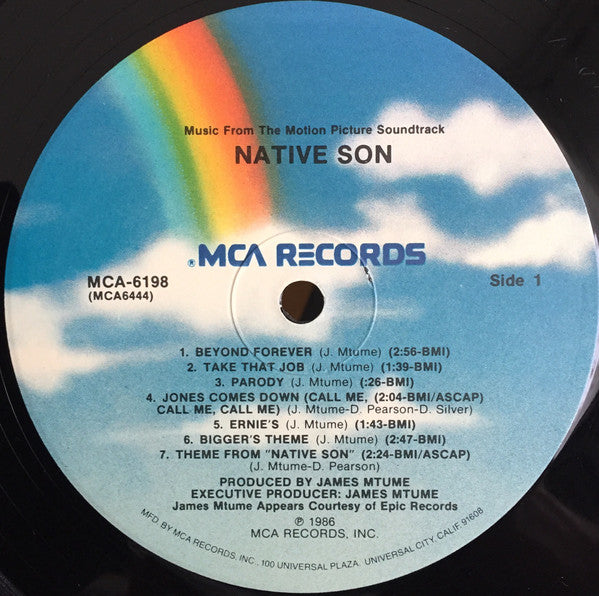 Music From The Motion Picture Soundtrack
NATIVE SON
® MCA RECORDS
MCA-6198
(MCA6444)
Side 1
1. BEYOND FOREVER (J. Mtume) (2:56-BMI)
2. TAKE THAT JOB (J. Mtume) (1:39-BMI)
3. PARODY (J. Mtume) (:26-BMI)
4. JONES COMES DOWN (CALL ME, (2:04-BMI/ASCAP)
CALL ME, CALL ME) (J. Mtume-D. Pearson-D. Silver)
5. ERNIE'S (J. Mtume) (1:43-BMI)
6. BIGGER'S THEME (J. Mtume) (2:47-BMI)
7. THEME FROM "NATIVE SON" (2:24-BMI/ASCAP)
(J. Mtume-D. Pearson)
PRODUCED BY JAMES MTUME
EXECUTIVE PRODUCER: JAMES MTUME
James Mtume Appears Courtesy of Epic Records
℗ 1986
MCA RECORDS, INC.
MFD. BY MCA RECORDS, INC., 100 UNIVERSAL PLAZA, UNIVERSAL CITY, CALIF. 91608